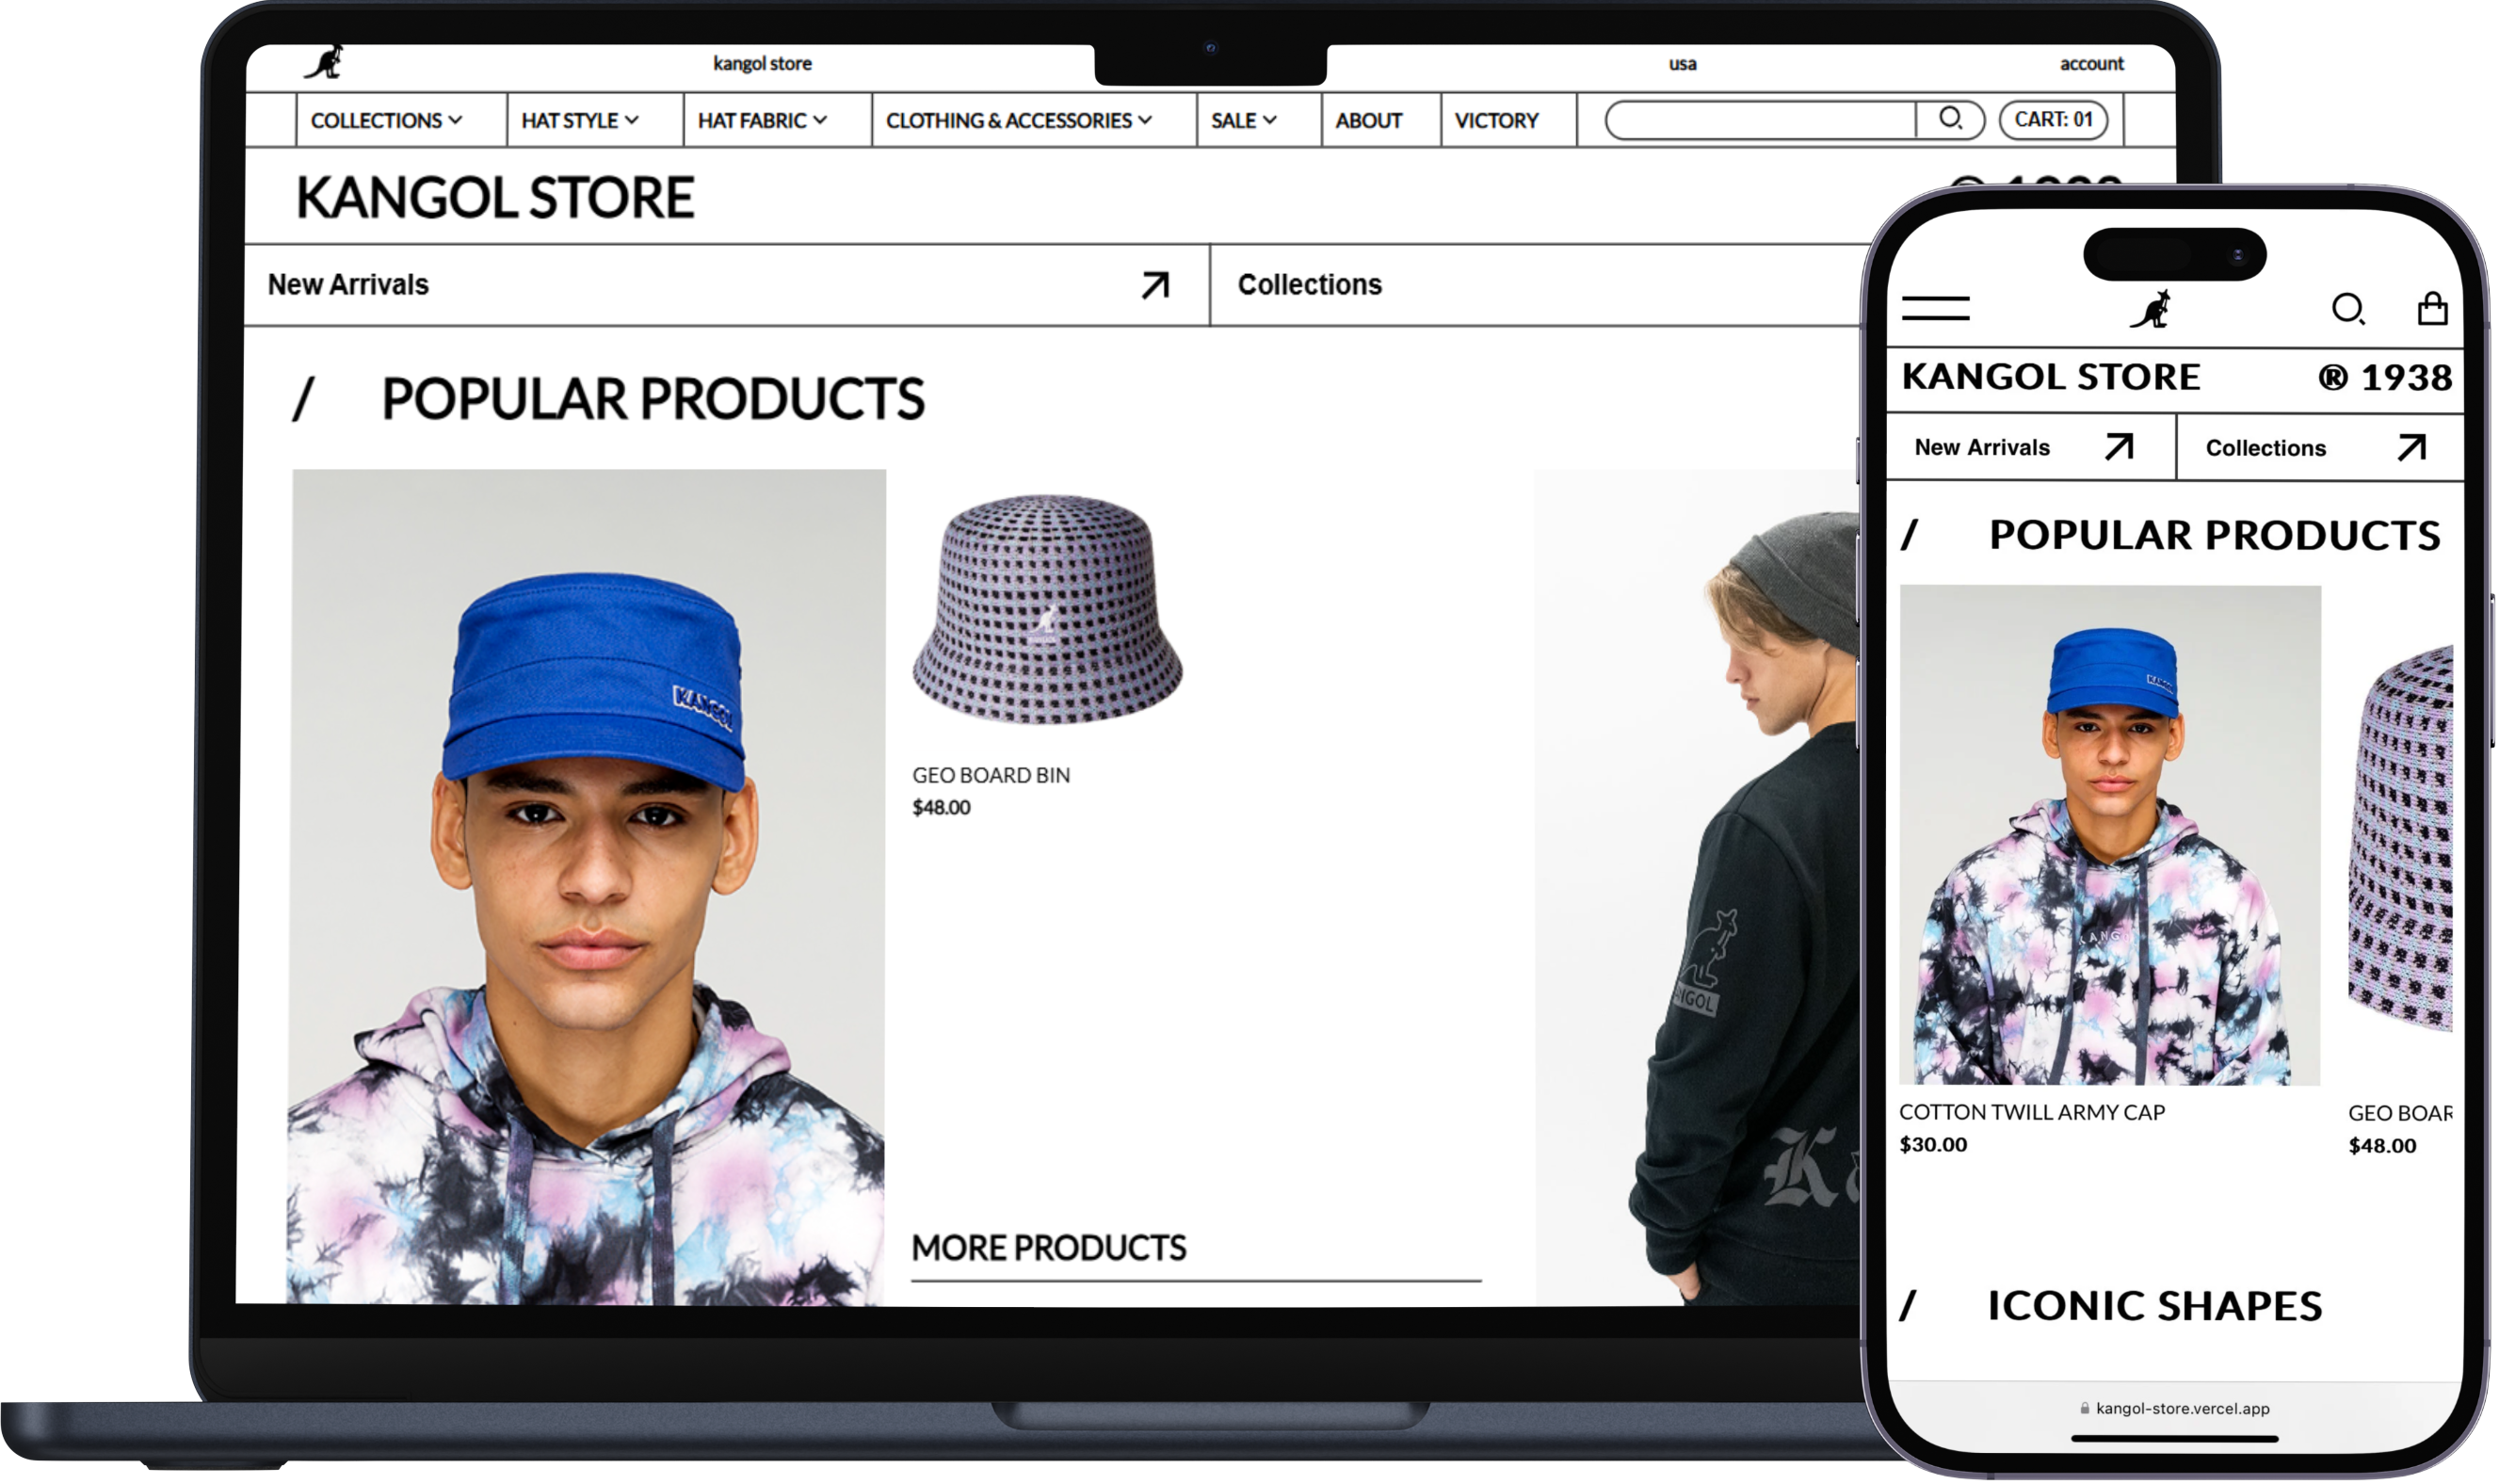 kangol store
usa
account
COLLECTIONS
HAT STYLE
HAT FABRIC
CLOTHING & ACCESSORIES
SALE
ABOUT
VICTORY
CART: 01
KANGOL STORE
New Arrivals
Collections
/ POPULAR PRODUCTS
KANGOL
GEO BOARD BIN
$48.00
MORE PRODUCTS
KANGOL STORE ® 1938
New Arrivals
Collections
/ POPULAR PRODUCTS
COTTON TWILL ARMY CAP
$30.00
GEO BOAR
$48.00
/ ICONIC SHAPES
kangol-store.vercel.app